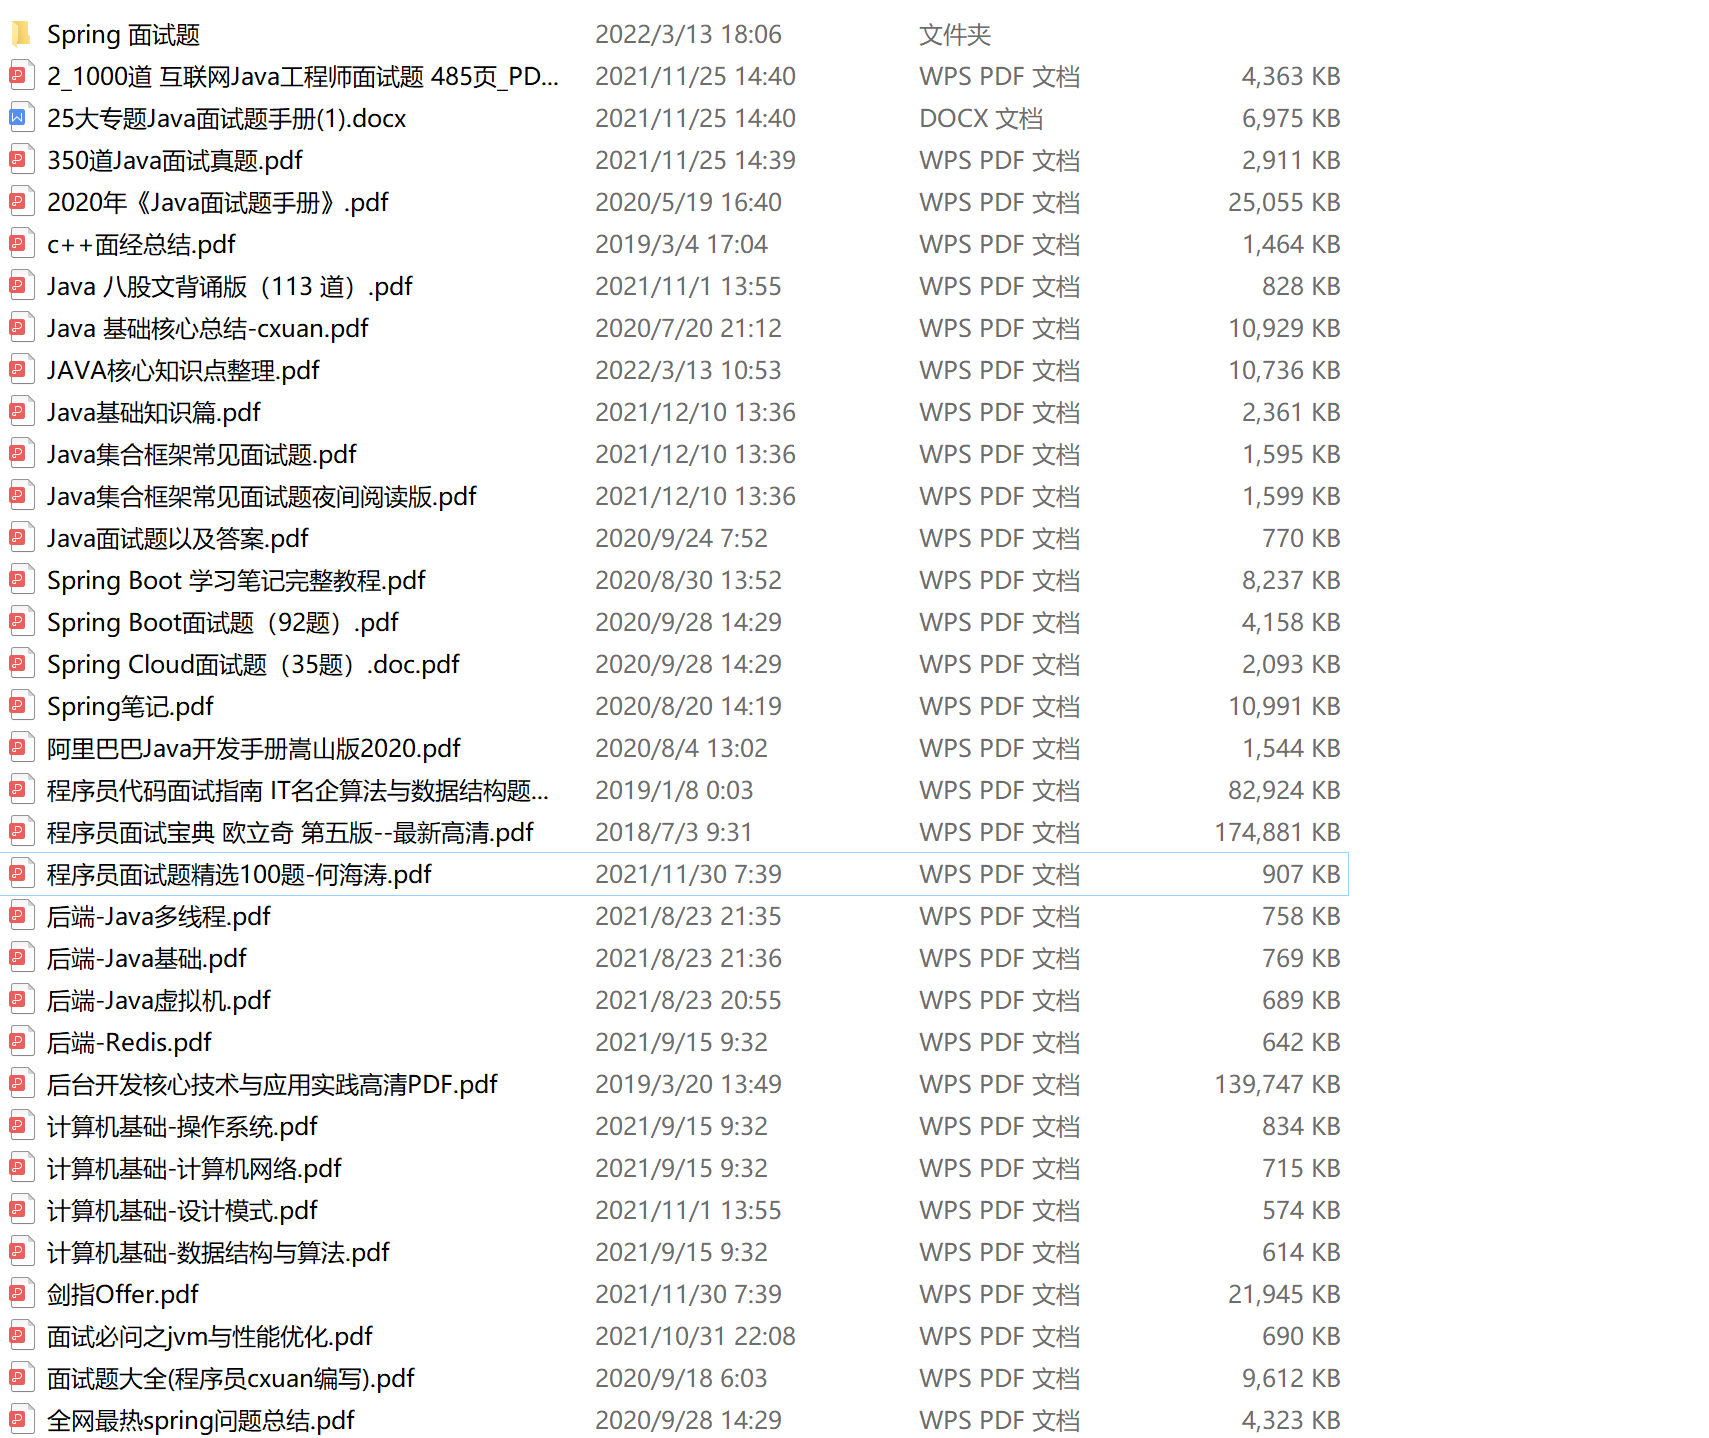 Spring 面试题 2022/3/13 18:06 文件夹
2_1000道 互联网Java工程师面试题 485页_PD... 2021/11/25 14:40 WPS PDF 文档 4,363 KB
25大专题Java面试题手册(1).docx 2021/11/25 14:40 DOCX 文档 6,975 KB
350道Java面试真题.pdf 2021/11/25 14:39 WPS PDF 文档 2,911 KB
2020年《Java面试题手册》.pdf 2020/5/19 16:40 WPS PDF 文档 25,055 KB
c++面经总结.pdf 2019/3/4 17:04 WPS PDF 文档 1,464 KB
Java 八股文背诵版（113 道）.pdf 2021/11/1 13:55 WPS PDF 文档 828 KB
Java 基础核心总结-cxuan.pdf 2020/7/20 21:12 WPS PDF 文档 10,929 KB
JAVA核心知识点整理.pdf 2022/3/13 10:53 WPS PDF 文档 10,736 KB
Java基础知识篇.pdf 2021/12/10 13:36 WPS PDF 文档 2,361 KB
Java集合框架常见面试题.pdf 2021/12/10 13:36 WPS PDF 文档 1,595 KB
Java集合框架常见面试题夜间阅读版.pdf 2021/12/10 13:36 WPS PDF 文档 1,599 KB
Java面试题以及答案.pdf 2020/9/24 7:52 WPS PDF 文档 770 KB
Spring Boot 学习笔记完整教程.pdf 2020/8/30 13:52 WPS PDF 文档 8,237 KB
Spring Boot面试题（92题）.pdf 2020/9/28 14:29 WPS PDF 文档 4,158 KB
Spring Cloud面试题（35题）.doc.pdf 2020/9/28 14:29 WPS PDF 文档 2,093 KB
Spring笔记.pdf 2020/8/20 14:19 WPS PDF 文档 10,991 KB
阿里巴巴Java开发手册嵩山版2020.pdf 2020/8/4 13:02 WPS PDF 文档 1,544 KB
程序员代码面试指南 IT名企算法与数据结构题... 2019/1/8 0:03 WPS PDF 文档 82,924 KB
程序员面试宝典 欧立奇 第五版--最新高清.pdf 2018/7/3 9:31 WPS PDF 文档 174,881 KB
程序员面试题精选100题-何海涛.pdf 2021/11/30 7:39 WPS PDF 文档 907 KB
后端-Java多线程.pdf 2021/8/23 21:35 WPS PDF 文档 758 KB
后端-Java基础.pdf 2021/8/23 21:36 WPS PDF 文档 769 KB
后端-Java虚拟机.pdf 2021/8/23 20:55 WPS PDF 文档 689 KB
后端-Redis.pdf 2021/9/15 9:32 WPS PDF 文档 642 KB
后台开发核心技术与应用实践高清PDF.pdf 2019/3/20 13:49 WPS PDF 文档 139,747 KB
计算机基础-操作系统.pdf 2021/9/15 9:32 WPS PDF 文档 834 KB
计算机基础-计算机网络.pdf 2021/9/15 9:32 WPS PDF 文档 715 KB
计算机基础-设计模式.pdf 2021/11/1 13:55 WPS PDF 文档 574 KB
计算机基础-数据结构与算法.pdf 2021/9/15 9:32 WPS PDF 文档 614 KB
剑指Offer.pdf 2021/11/30 7:39 WPS PDF 文档 21,945 KB
面试必问之jvm与性能优化.pdf 2021/10/31 22:08 WPS PDF 文档 690 KB
面试题大全(程序员cxuan编写).pdf 2020/9/18 6:03 WPS PDF 文档 9,612 KB
全网最热spring问题总结.pdf 2020/9/28 14:29 WPS PDF 文档 4,323 KB